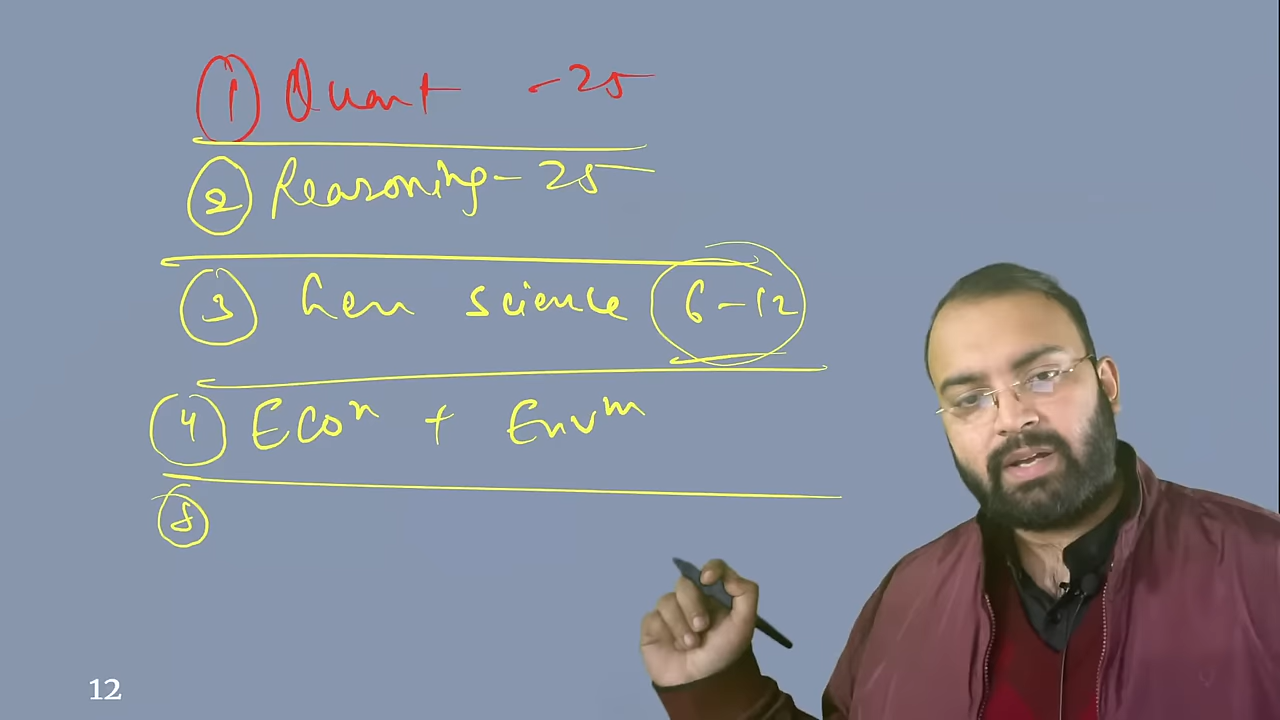 1 Quant - 25
2 Reasoning - 25
3 Gen science 6-12
4 Econ + Envm
5
12